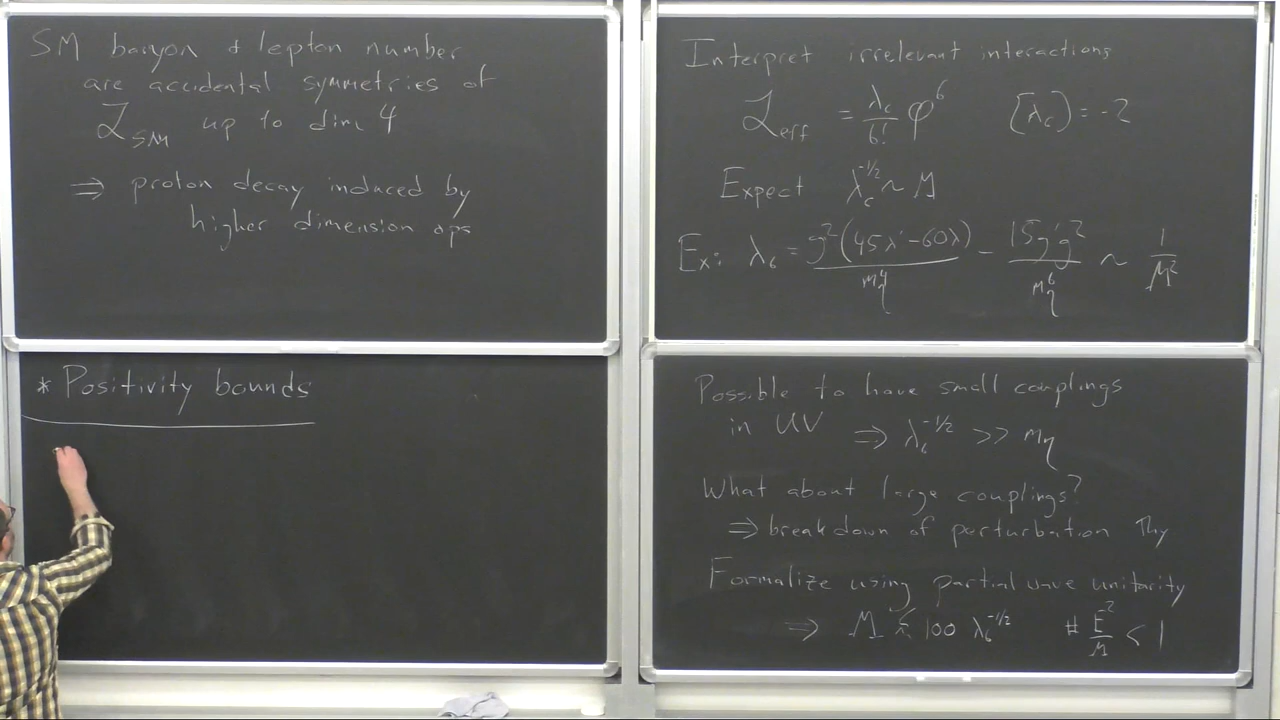 SM baryon & lepton number
are accidental symmetries of
ℒ_SM up to dim 4
⇒ proton decay induced by
higher dimension ops
* Positivity bounds
Interpret irrelevant interactions
ℒ_eff = λ_6/6! φ^6 [λ_6] = -2
Expect λ_6^{-1/2} ~ M
Ex: λ_6 = g^2(45λ' - 60λ)/m_η^4 - 15g'g^2/m_η^6 ~ 1/M^2
Possible to have small couplings
in UV ⇒ λ_6^{-1/2} >> m_η
What about large couplings?
⇒ breakdown of perturbation Thy
Formalize using partial wave unitarity
⇒ M ≲ 100 λ_6^{-1/2} # E^2/M < 1